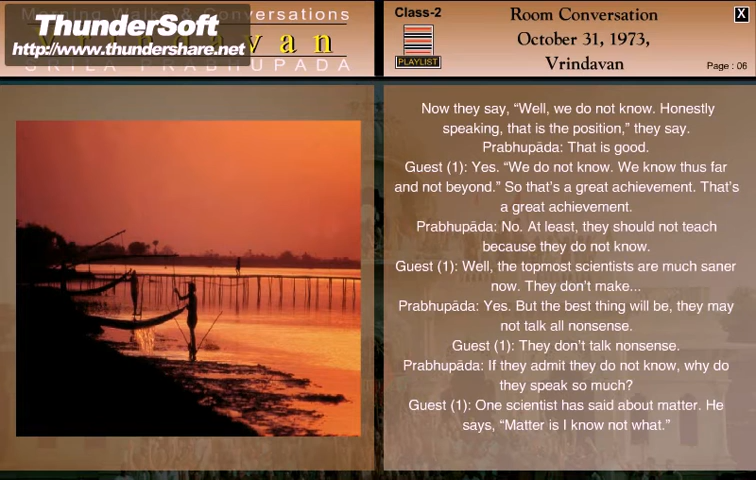 Morning Walks & Conversations
ThunderSoft
http://www.thundershare.net
SRILA PRABHUPADA
Class-2
PLAYLIST
Room Conversation
October 31, 1973,
Vrindavan
X
Page : 06
Now they say, “Well, we do not know. Honestly
speaking, that is the position,” they say.
Prabhupāda: That is good.
Guest (1): Yes. “We do not know. We know thus far
and not beyond.” So that’s a great achievement. That’s
a great achievement.
Prabhupāda: No. At least, they should not teach
because they do not know.
Guest (1): Well, the topmost scientists are much saner
now. They don’t make...
Prabhupāda: Yes. But the best thing will be, they may
not talk all nonsense.
Guest (1): They don’t talk nonsense.
Prabhupāda: If they admit they do not know, why do
they speak so much?
Guest (1): One scientist has said about matter. He
says, “Matter is I know not what.”